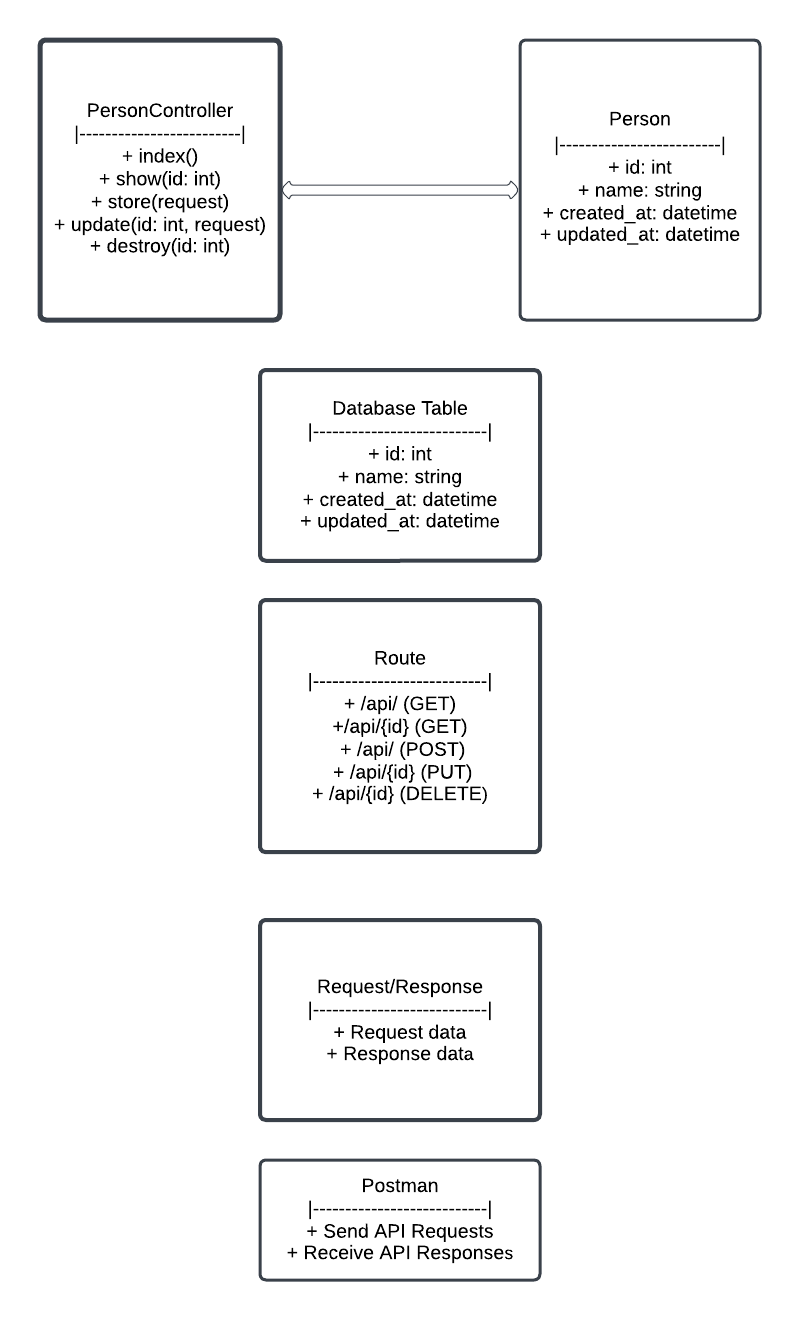 PersonController
|-------------------------|
+ index()
+ show(id: int)
+ store(request)
+ update(id: int, request)
+ destroy(id: int)
Person
|-------------------------|
+ id: int
+ name: string
+ created_at: datetime
+ updated_at: datetime
Database Table
|---------------------------|
+ id: int
+ name: string
+ created_at: datetime
+ updated_at: datetime
Route
|---------------------------|
+ /api/ (GET)
+/api/{id} (GET)
+ /api/ (POST)
+ /api/{id} (PUT)
+ /api/{id} (DELETE)
Request/Response
|---------------------------|
+ Request data
+ Response data
Postman
|---------------------------|
+ Send API Requests
+ Receive API Responses